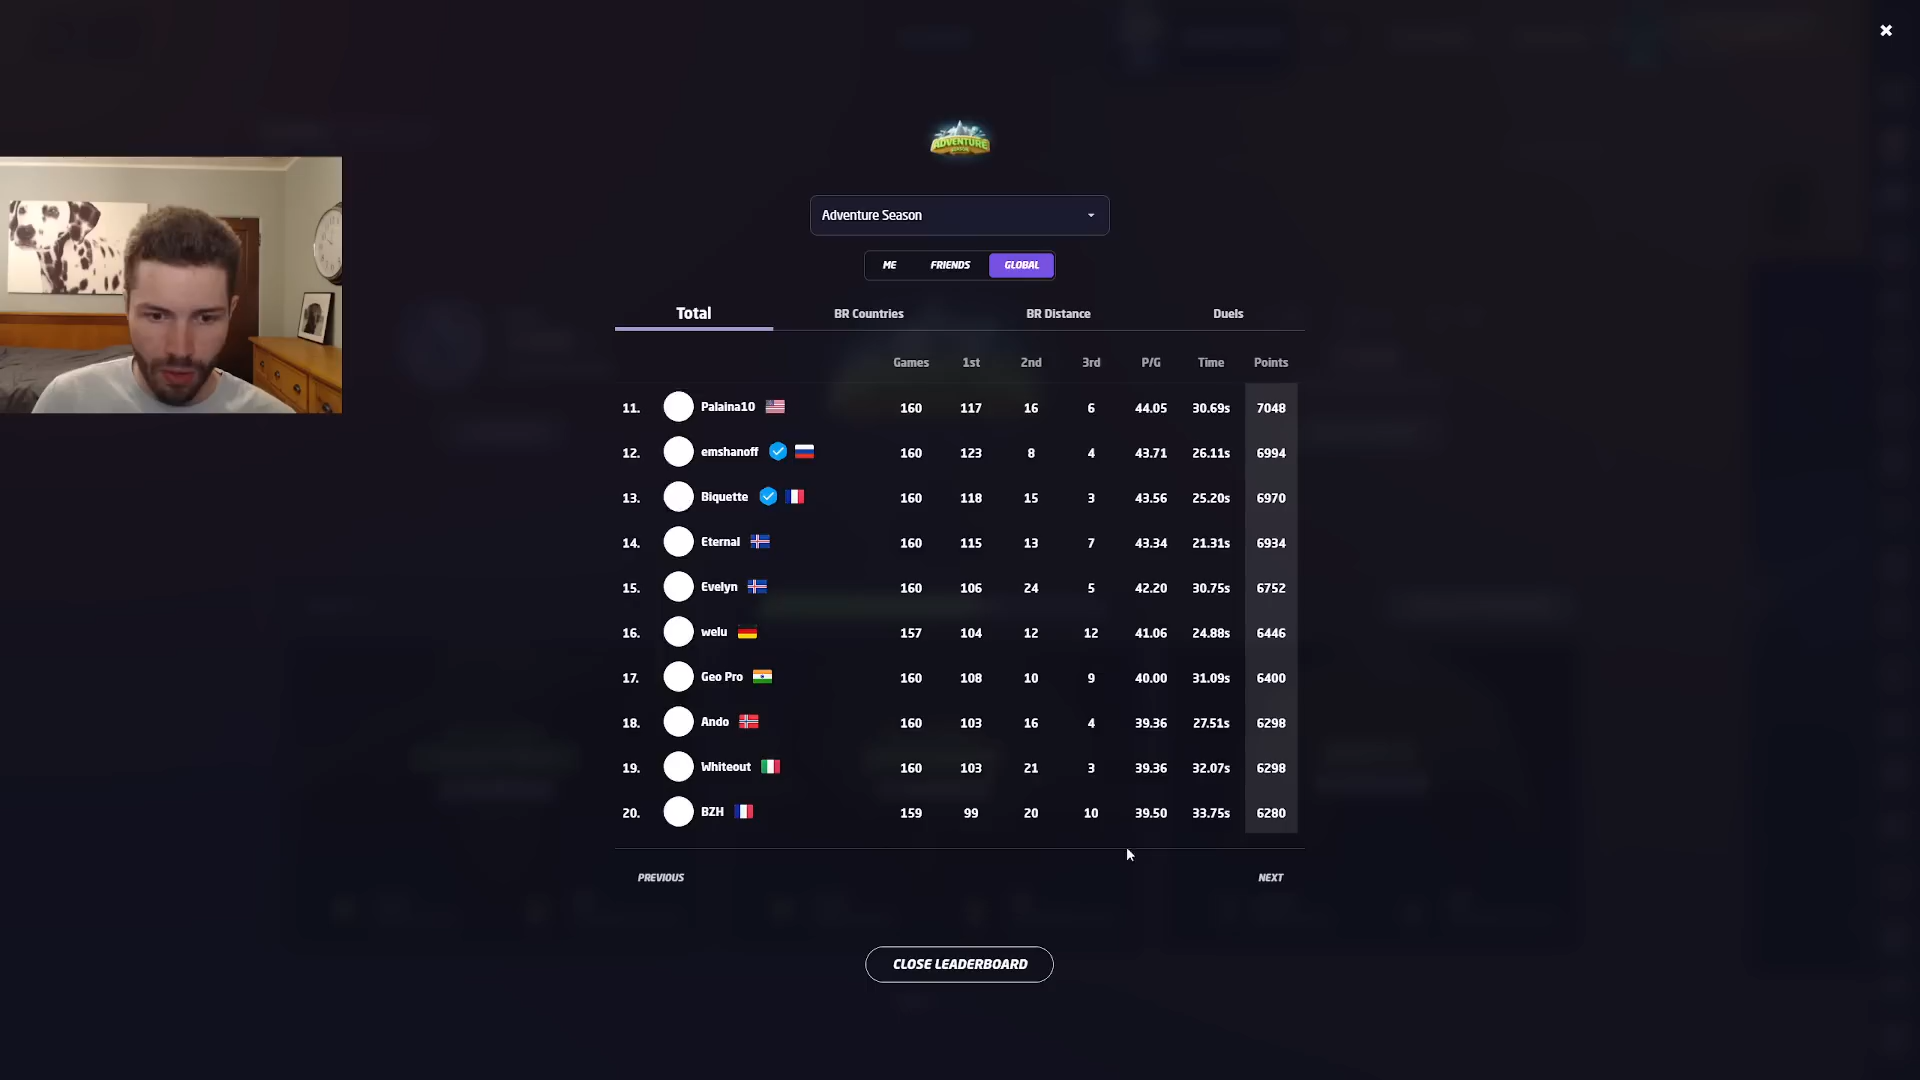 ADVENTURE
Adventure Season
ME FRIENDS GLOBAL
Total BR Countries BR Distance Duels
Games 1st 2nd 3rd P/G Time Points
11. Palaina10 160 117 16 6 44.05 30.69s 7048
12. emshanoff 160 123 8 4 43.71 26.11s 6994
13. Biquette 160 118 15 3 43.56 25.20s 6970
14. Eternal 160 115 13 7 43.34 21.31s 6934
15. Evelyn 160 106 24 5 42.20 30.75s 6752
16. welu 157 104 12 12 41.06 24.88s 6446
17. Geo Pro 160 108 10 9 40.00 31.09s 6400
18. Ando 160 103 16 4 39.36 27.51s 6298
19. Whiteout 160 103 21 3 39.36 32.07s 6298
20. BZH 159 99 20 10 39.50 33.75s 6280
PREVIOUS NEXT
CLOSE LEADERBOARD